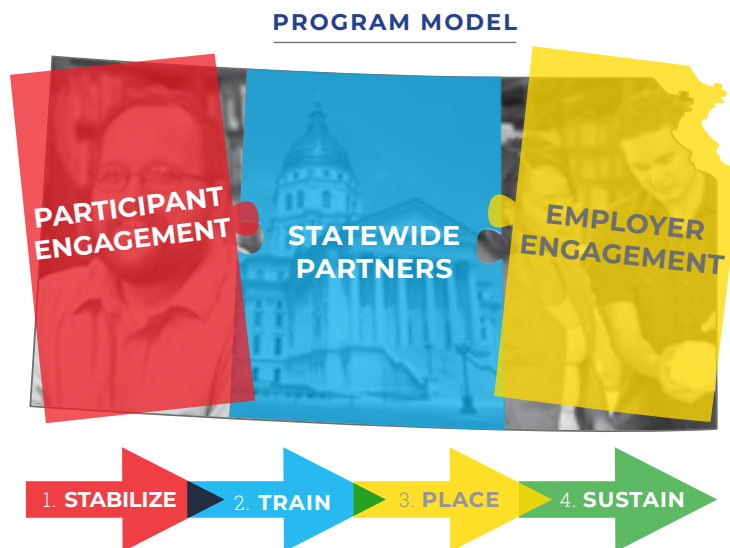 PROGRAM MODEL
PARTICIPANT
ENGAGEMENT
STATEWIDE
PARTNERS
EMPLOYER
ENGAGEMENT
1. STABILIZE
2. TRAIN
3. PLACE
4. SUSTAIN